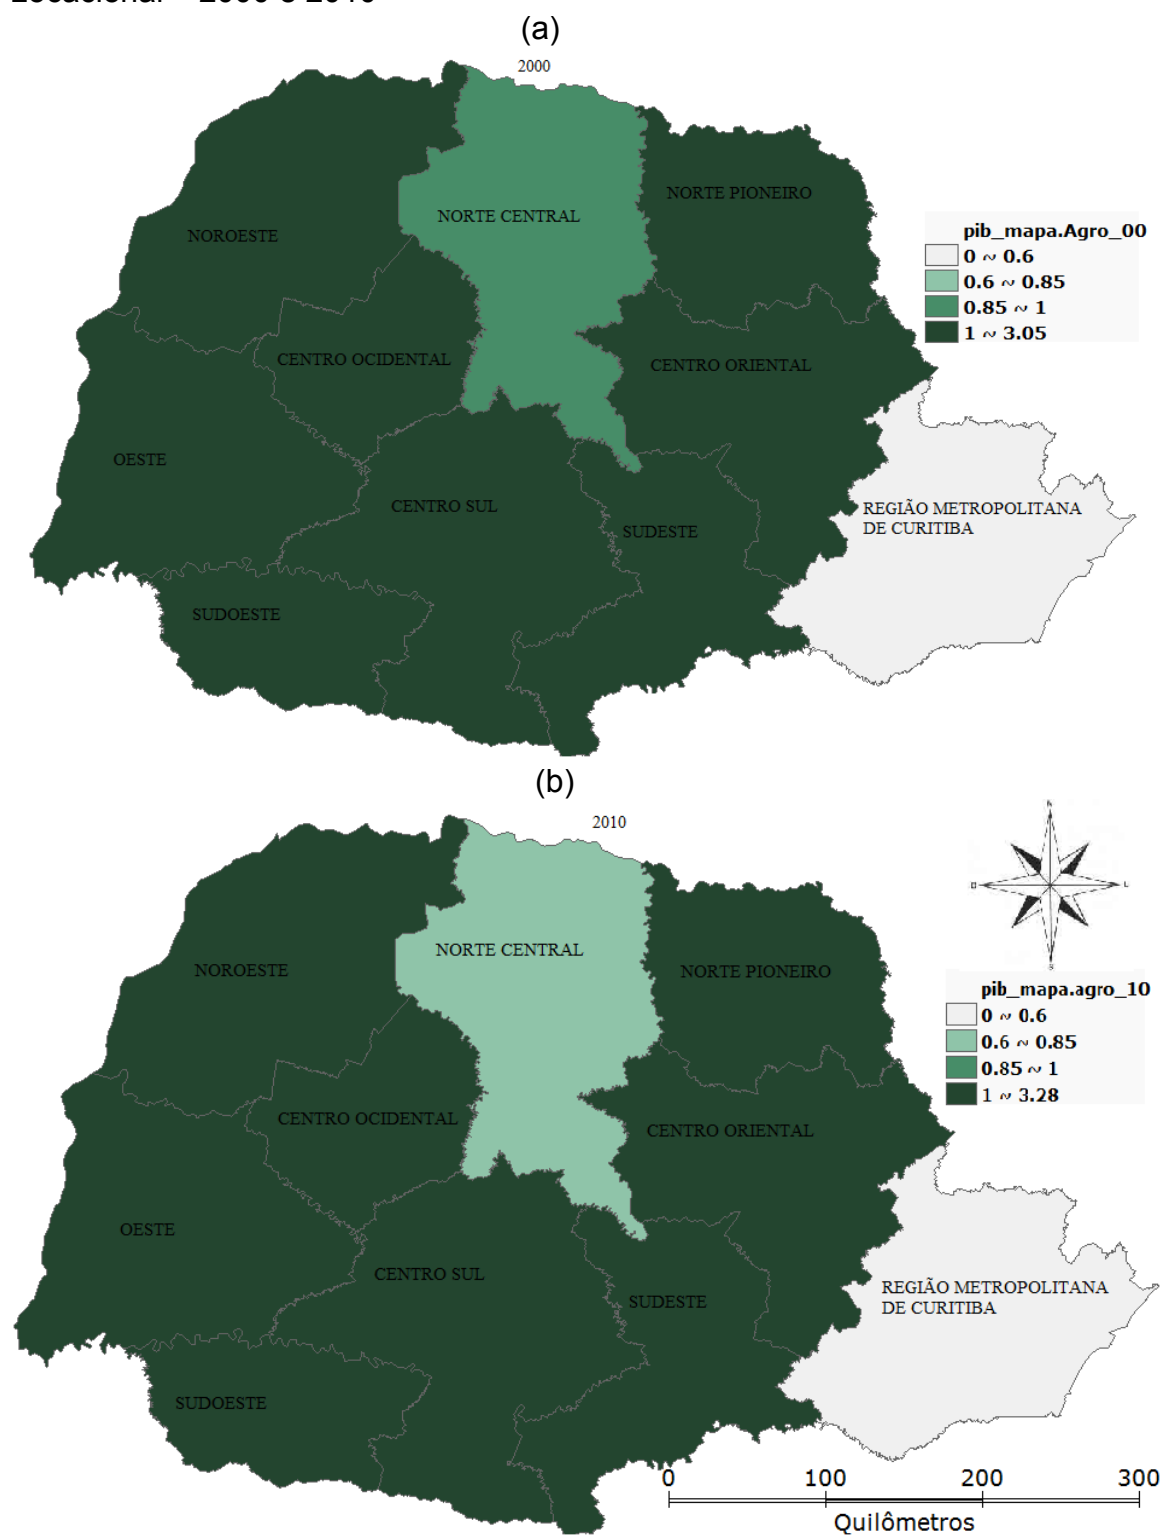 Locacional – 2000 e 2010
(a)
2000
NORTE PIONEIRO
NORTE CENTRAL
NOROESTE
pib_mapa.Agro_00
0 ~ 0.6
0.6 ~ 0.85
0.85 ~ 1
1 ~ 3.05
CENTRO OCIDENTAL
CENTRO ORIENTAL
OESTE
CENTRO SUL
REGIÃO METROPOLITANA
DE CURITIBA
SUDESTE
SUDOESTE
(b)
2010
N
O
L
S
NORTE CENTRAL
NOROESTE
NORTE PIONEIRO
pib_mapa.agro_10
0 ~ 0.6
0.6 ~ 0.85
0.85 ~ 1
1 ~ 3.28
CENTRO OCIDENTAL
CENTRO ORIENTAL
OESTE
CENTRO SUL
REGIÃO METROPOLITANA
DE CURITIBA
SUDESTE
SUDOESTE
0 100 200 300
Quilômetros